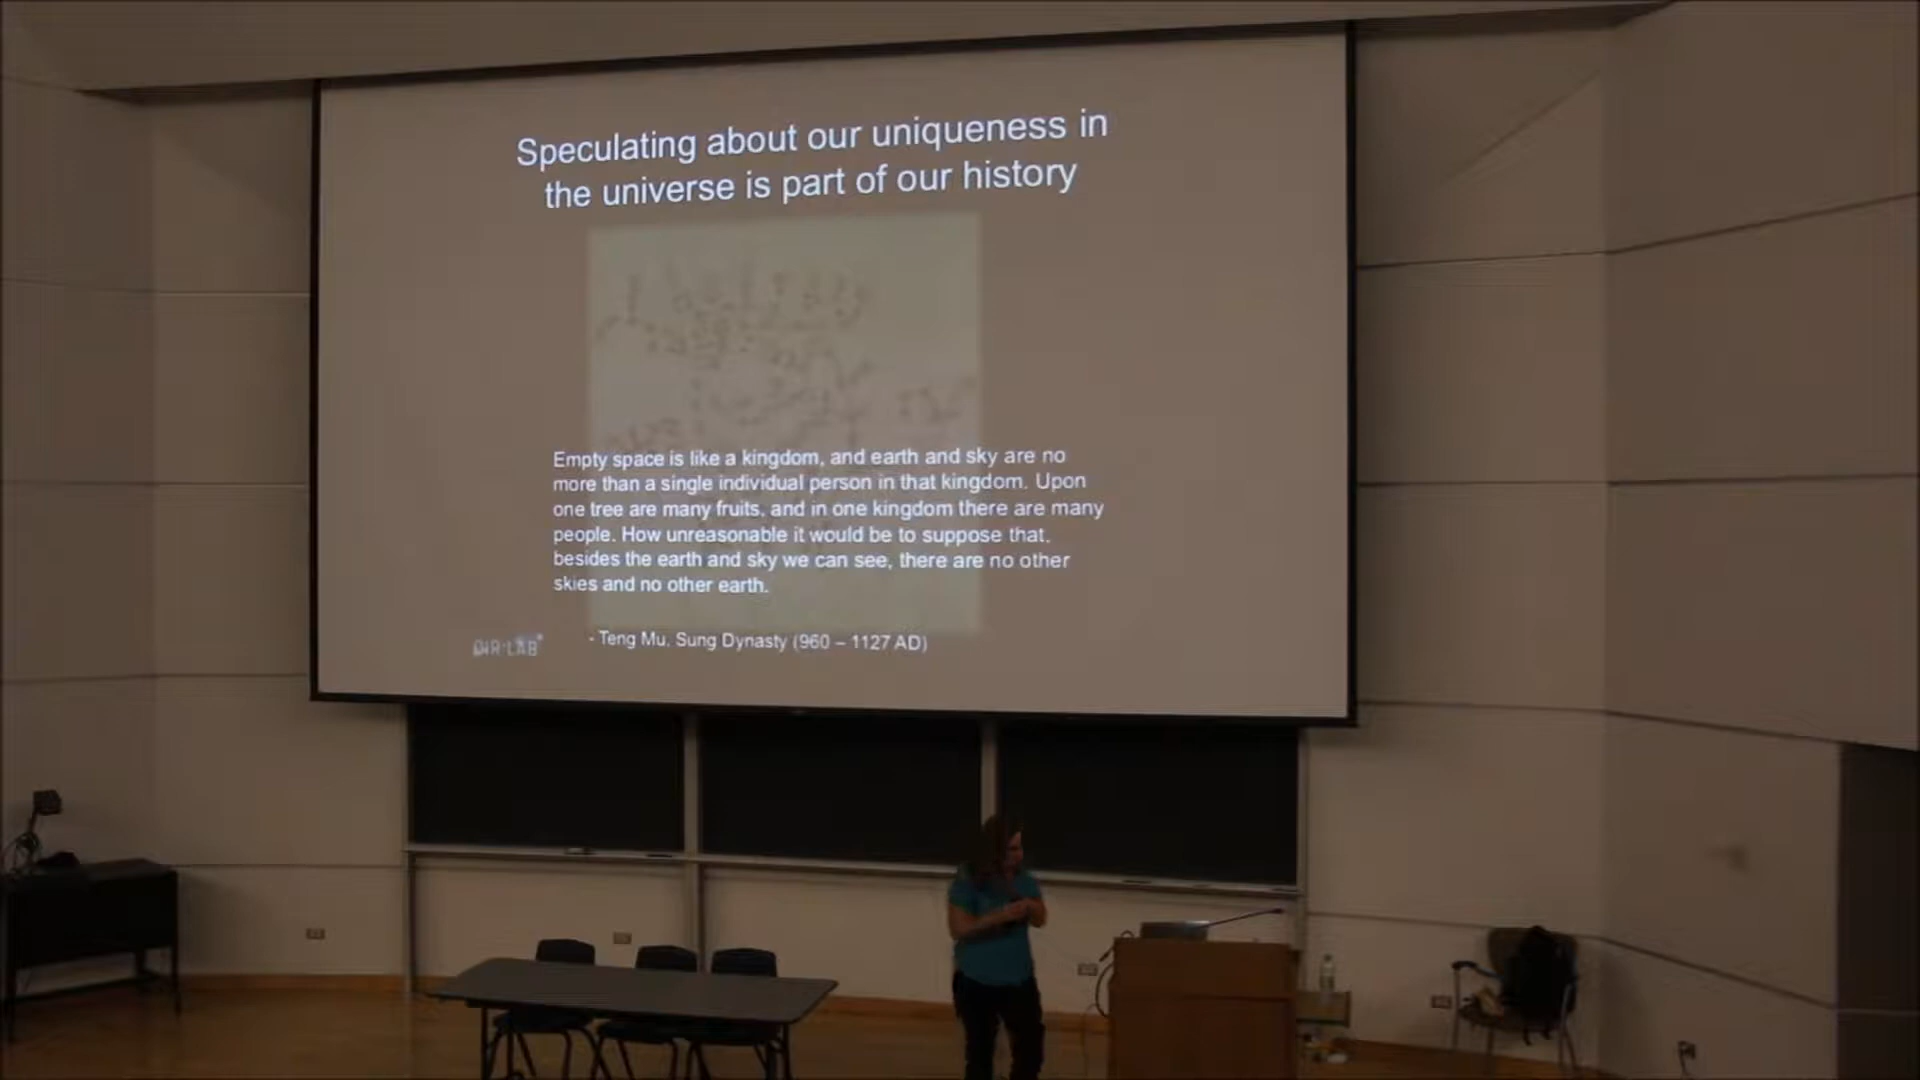 Speculating about our uniqueness in
the universe is part of our history
Empty space is like a kingdom, and earth and sky are no
more than a single individual person in that kingdom. Upon
one tree are many fruits, and in one kingdom there are many
people. How unreasonable it would be to suppose that,
besides the earth and sky we can see, there are no other
skies and no other earth.
- Teng Mu, Sung Dynasty (960 – 1127 AD)